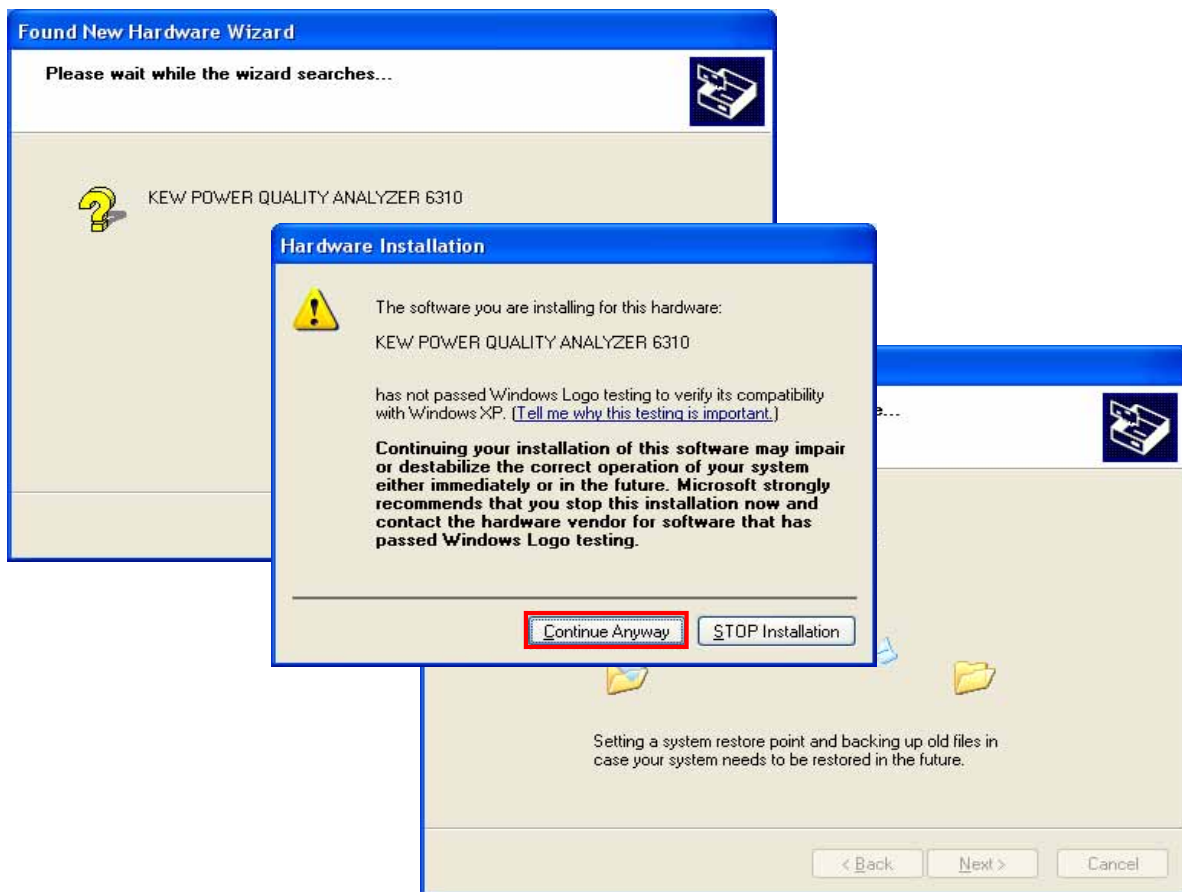 Found New Hardware Wizard
Please wait while the wizard searches...
KEW POWER QUALITY ANALYZER 6310
Hardware Installation
The software you are installing for this hardware:
KEW POWER QUALITY ANALYZER 6310
has not passed Windows Logo testing to verify its compatibility
with Windows XP. (Tell me why this testing is important.)
Continuing your installation of this software may impair
or destabilize the correct operation of your system
either immediately or in the future. Microsoft strongly
recommends that you stop this installation now and
contact the hardware vendor for software that has
passed Windows Logo testing.
Continue Anyway
STOP Installation
Setting a system restore point and backing up old files in
case your system needs to be restored in the future.
< Back
Next >
Cancel